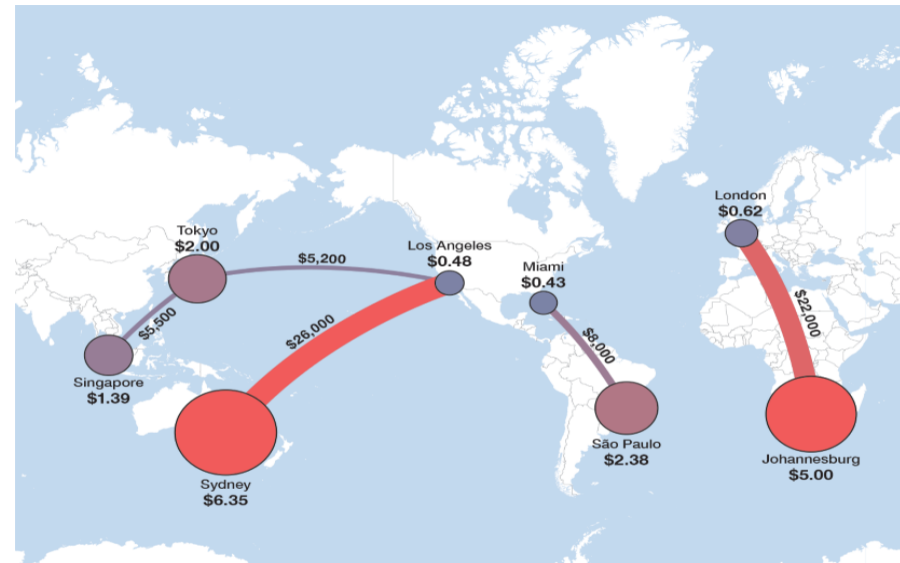 London
$0.62
Tokyo
$2.00
$5,200
Los Angeles
$0.48
Miami
$0.43
$5,500
$26,000
$8,000
$22,000
Singapore
$1.39
São Paulo
$2.38
Johannesburg
$5.00
Sydney
$6.35